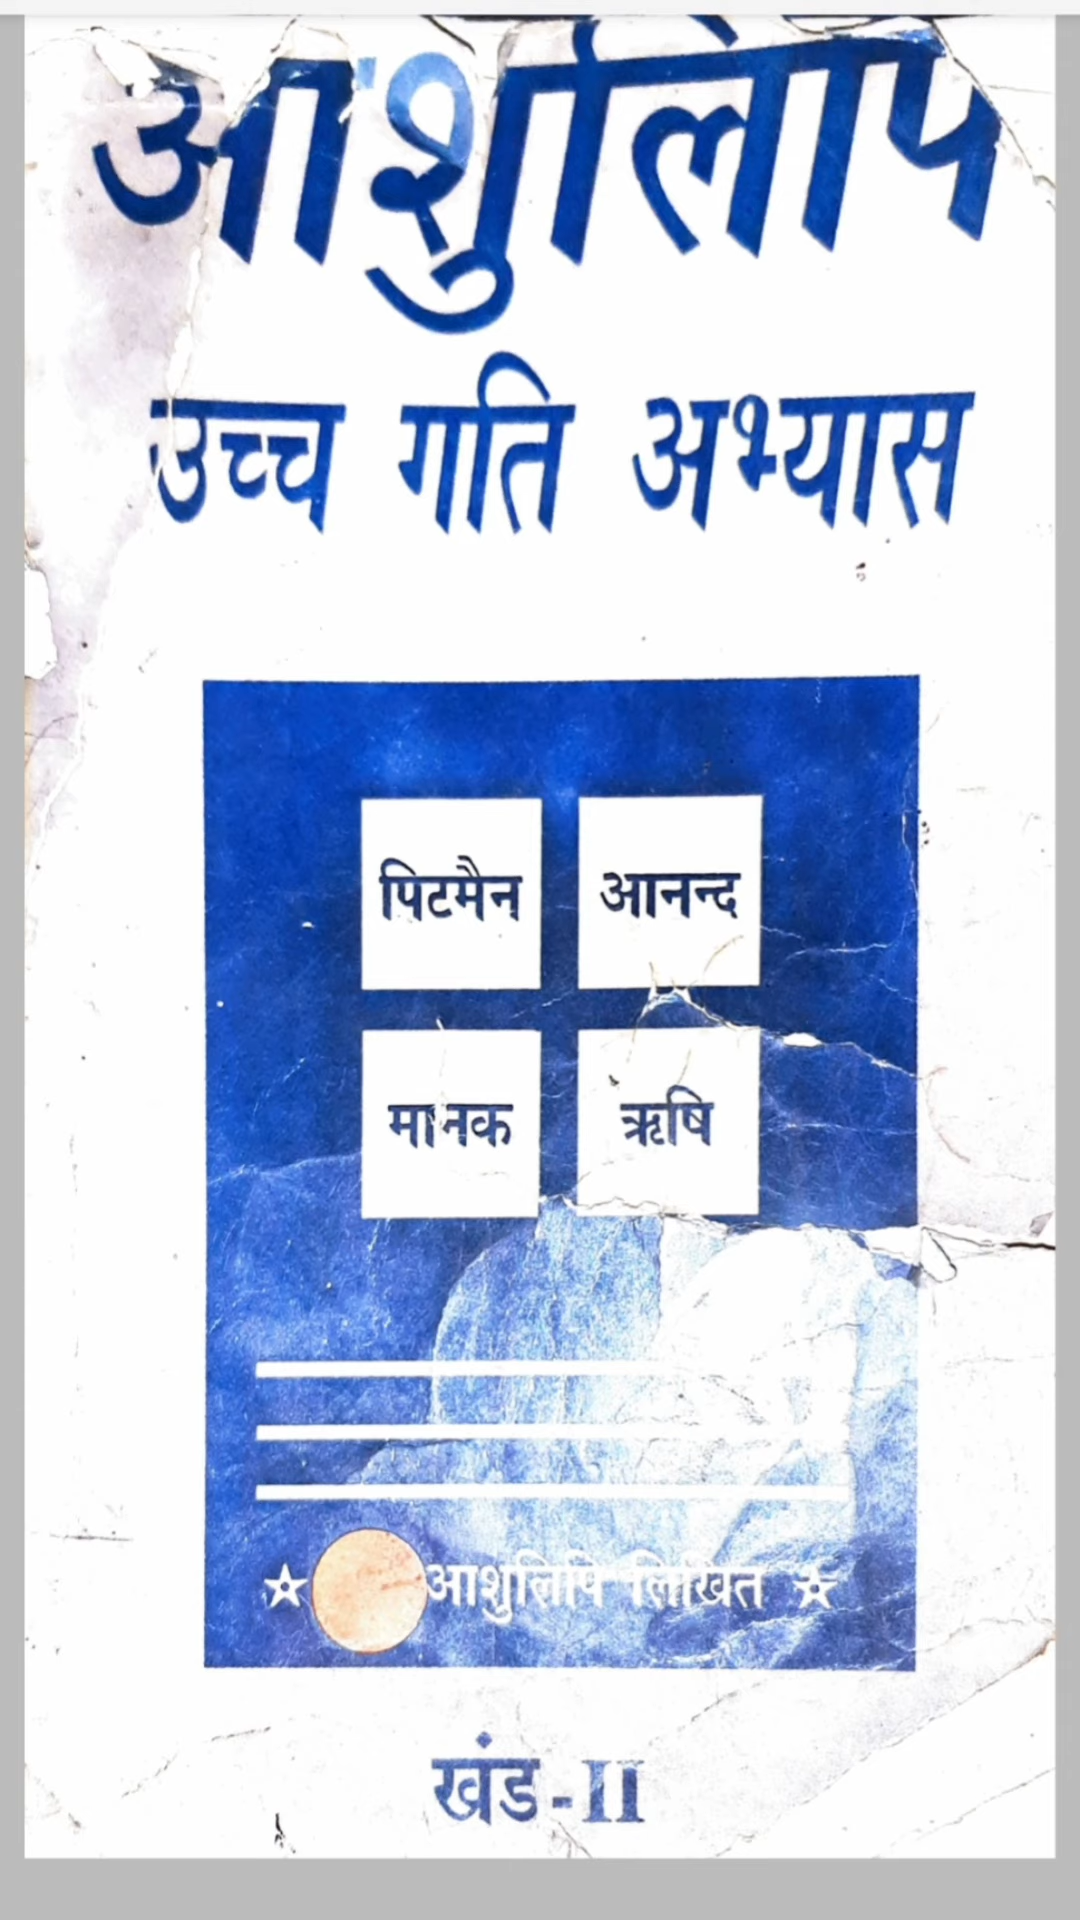 आशुलिपि
उच्च गति अभ्यास
पिटमैन आनन्द
मानक ऋषि
आशुलिपि लिखित
खंड-II